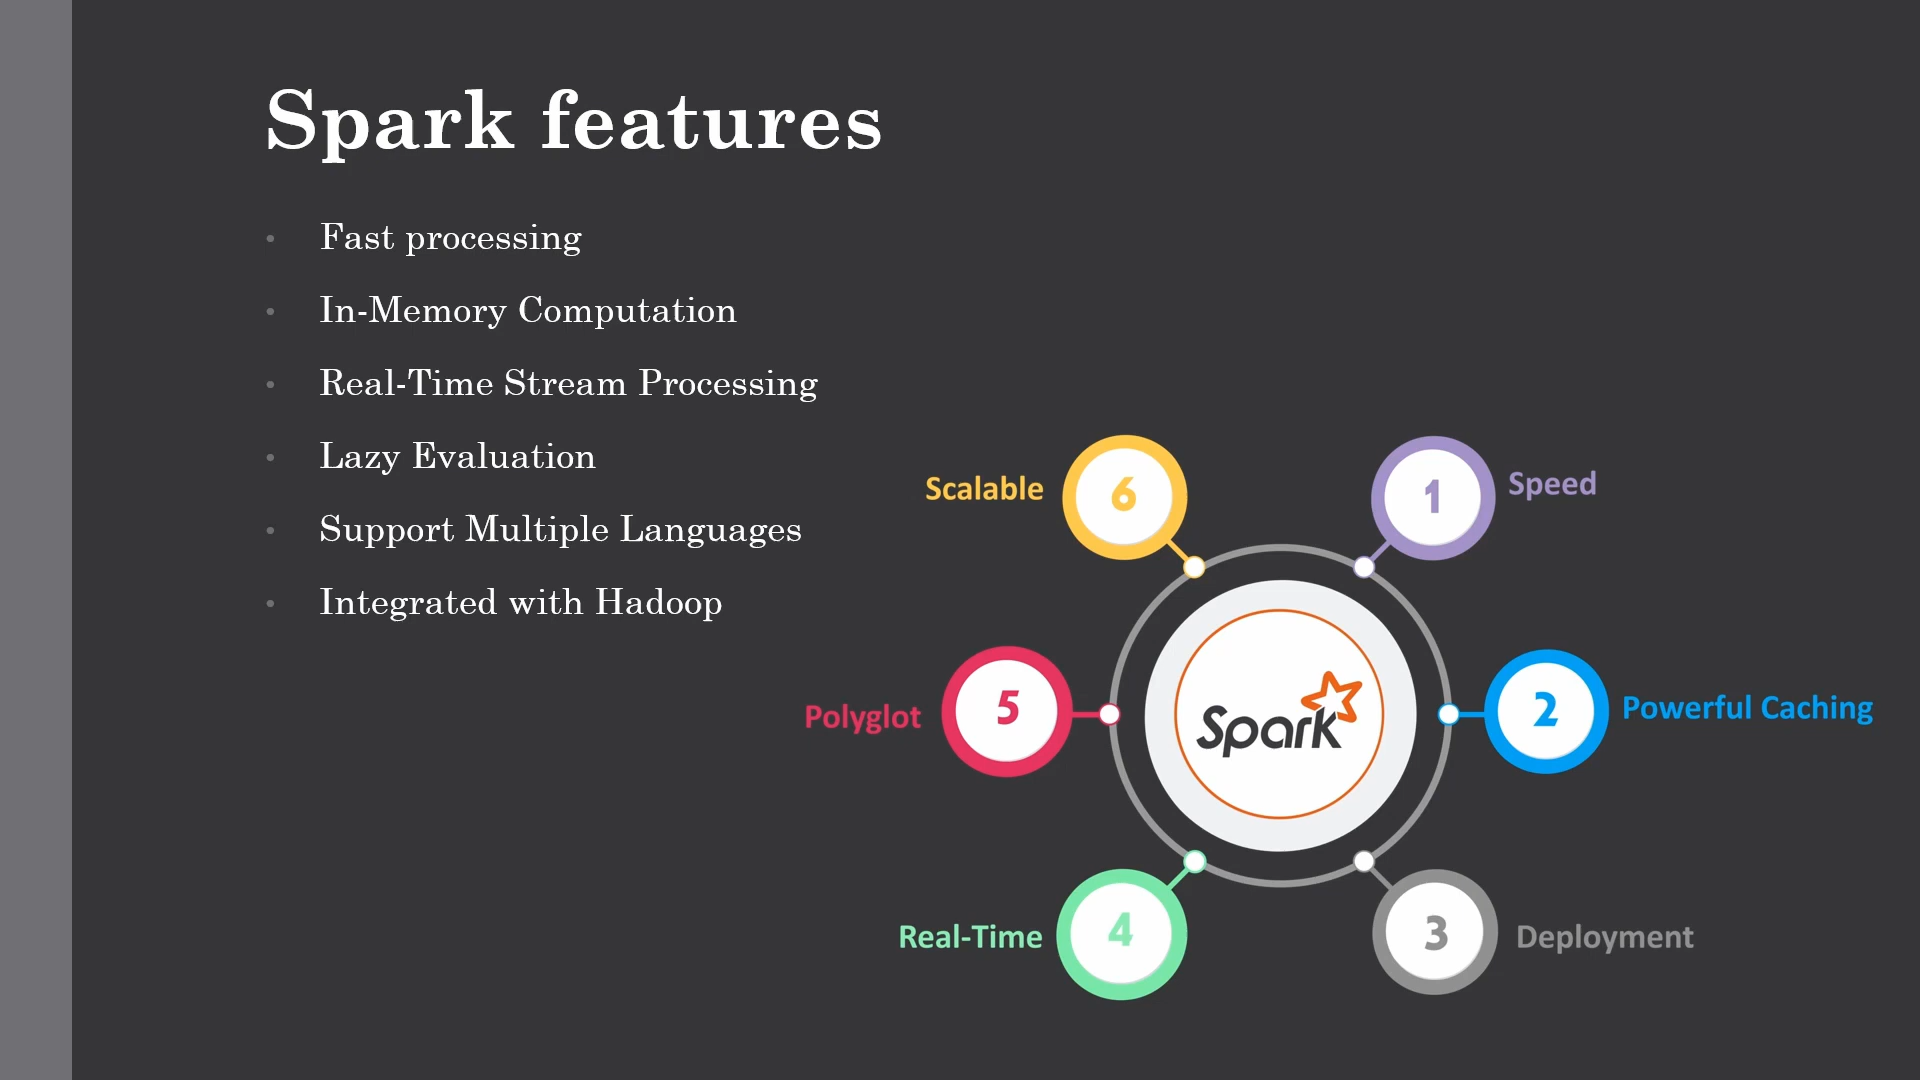 Spark features
• Fast processing
• In-Memory Computation
• Real-Time Stream Processing
• Lazy Evaluation
• Support Multiple Languages
• Integrated with Hadoop
Scalable
6
1
Speed
Polyglot
5
Spark
2
Powerful Caching
Real-Time
4
3
Deployment